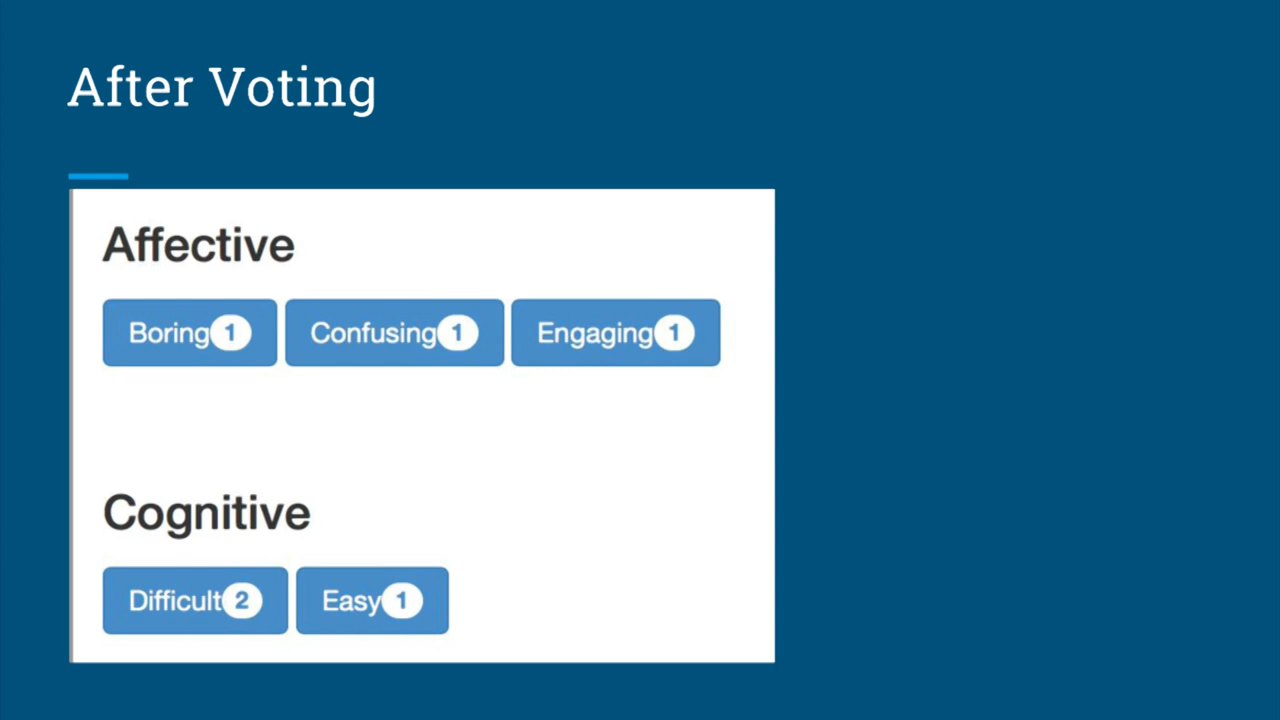 After Voting
Affective
Boring 1 Confusing 1 Engaging 1
Cognitive
Difficult 2 Easy 1